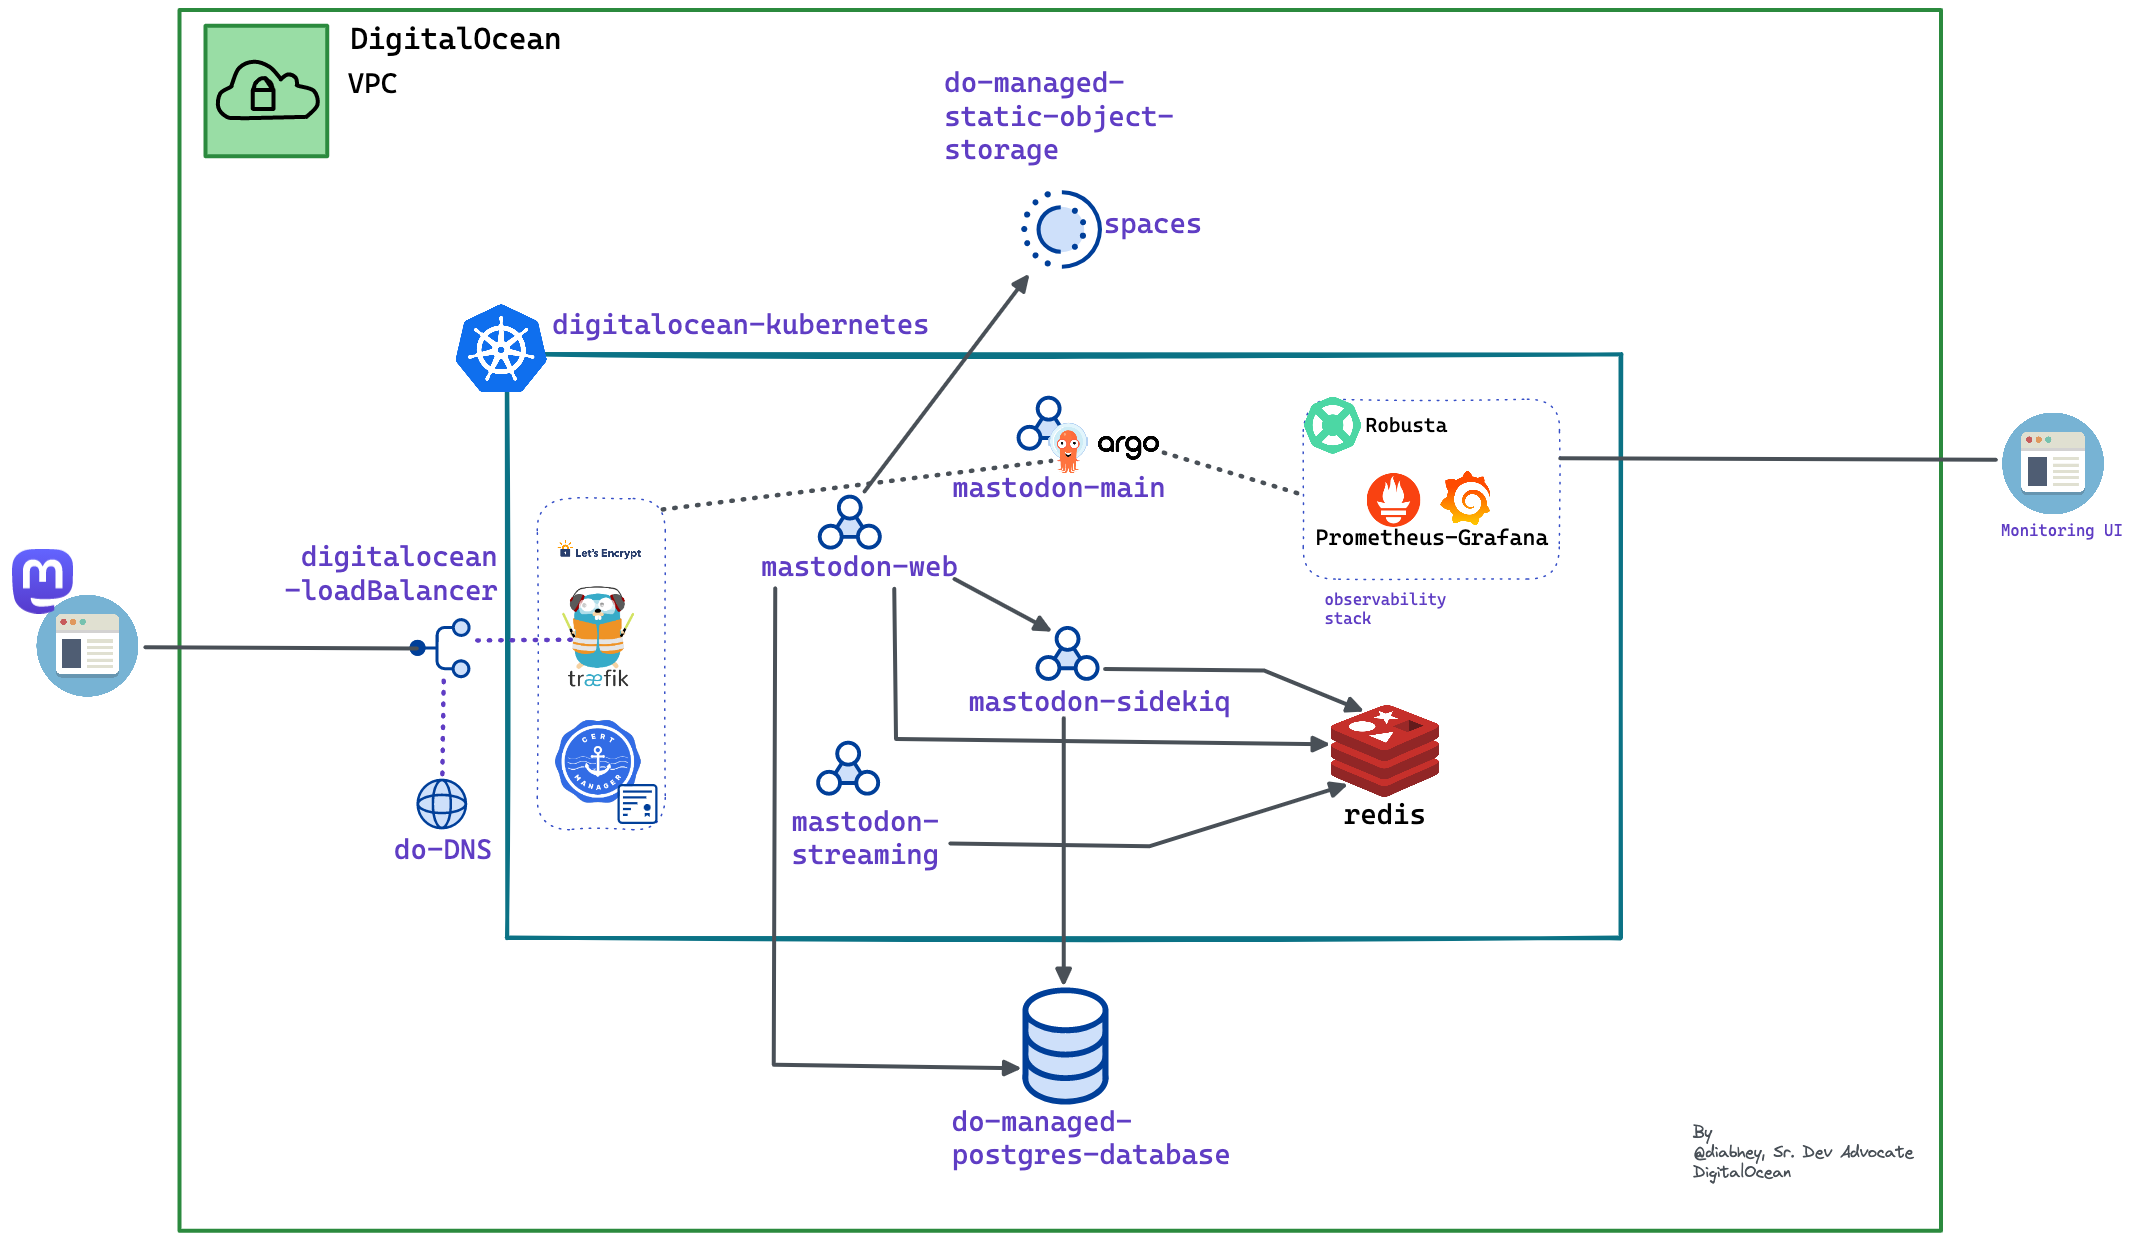 DigitalOcean
VPC
do-managed-
static-object-
storage
spaces
digitalocean-kubernetes
argo
mastodon-main
Robusta
Prometheus-Grafana
observability
stack
Monitoring UI
Let's Encrypt
træfik
CERT
MANAGER
mastodon-web
digitalocean
-loadBalancer
do-DNS
mastodon-sidekiq
mastodon-
streaming
redis
do-managed-
postgres-database
By
@diabhey, Sr. Dev Advocate
DigitalOcean